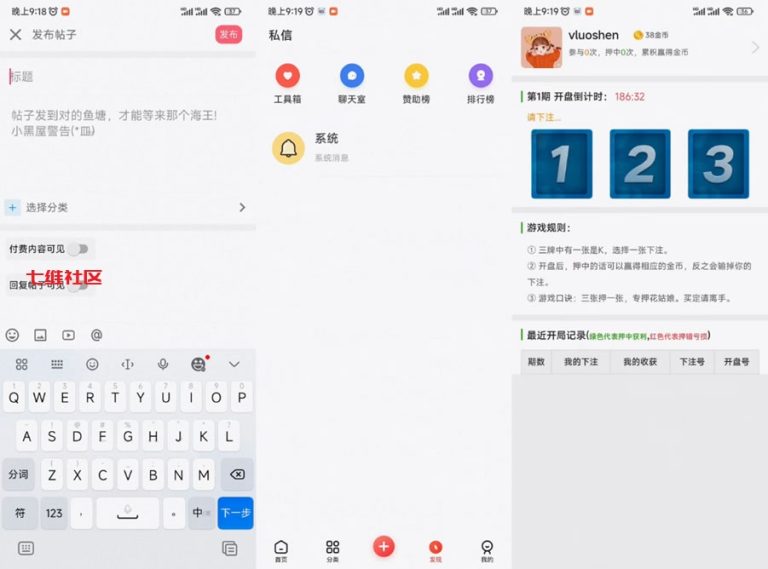 晚上9:18
37
发布帖子
发布
标题
帖子发到对的鱼塘，才能等来那个海王!
选择分类
付费内容可见
回复帖子可见
七维社区
Q W E R T Y U I O P
A S D F G H J K L
分词 Z X C V B N M
符 123 ， 。 中 下一步
晚上9:19
37
私信
工具箱 聊天室 赞助榜 排行榜
系统
系统消息
首页 分类 发现 我的
晚上9:19
36
vluoshen
38金币
参与0次，押中0次，累积赢得金币
第1期 开盘倒计时： 186:32
请下注...
1 2 3
游戏规则：
① 三牌中有一张是K，选择一张下注。
② 开盘后，押中的话可以赢得相应的金币，反之会输掉你的
下注。
③ 游戏口诀：三张押一张，专押花姑娘。买定请离手。
最近开局记录(绿色代表押中获利,红色代表押错亏损)
期数 我的下注 我的收获 下注号 开盘号